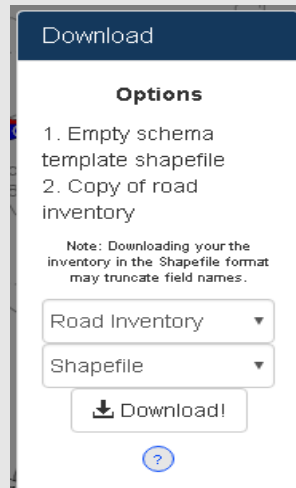 Download
Options
1. Empty schema
template shapefile
2. Copy of road
inventory
Note: Downloading your the
inventory in the Shapefile format
may truncate field names.
Road Inventory
Shapefile
Download!
?